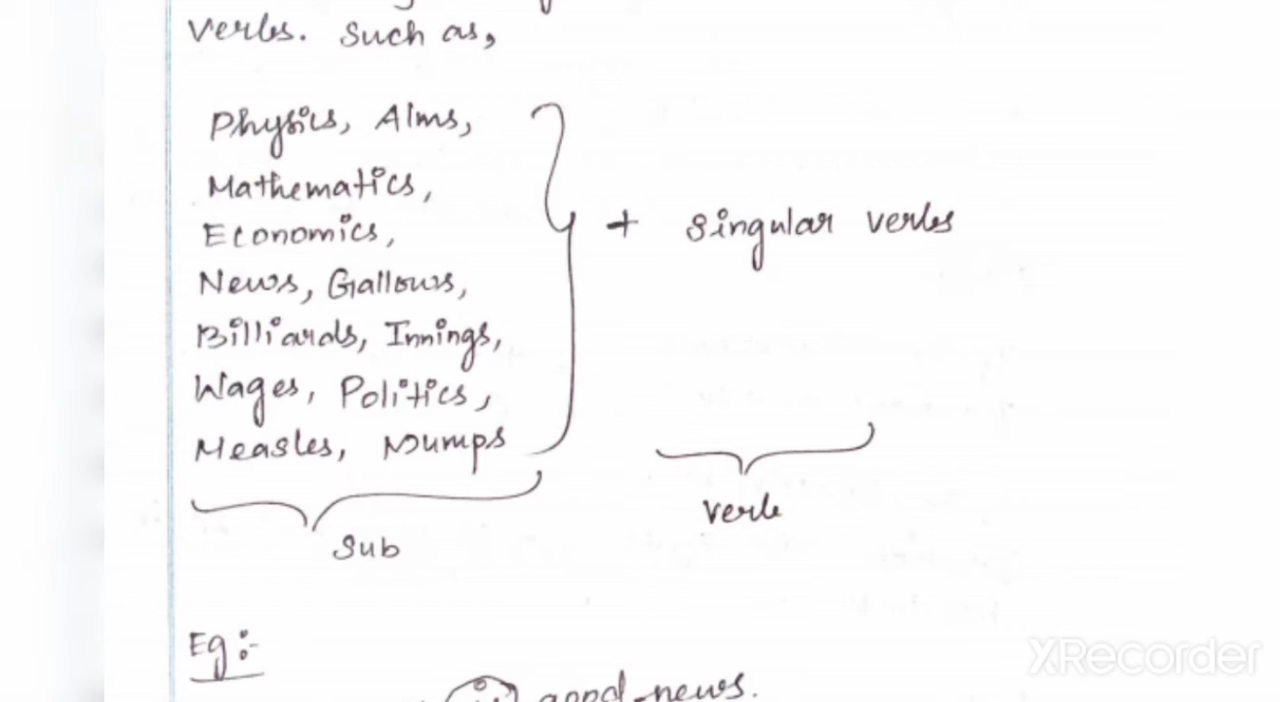 verbs. Such as,
Physics, Alms,
Mathematics,
Economics,
News, Gallows,
Billiards, Innings,
Wages, Politics,
Measles, Mumps
+ singular verbs
Sub
Verb
Eg:-
good news.
XRecorder